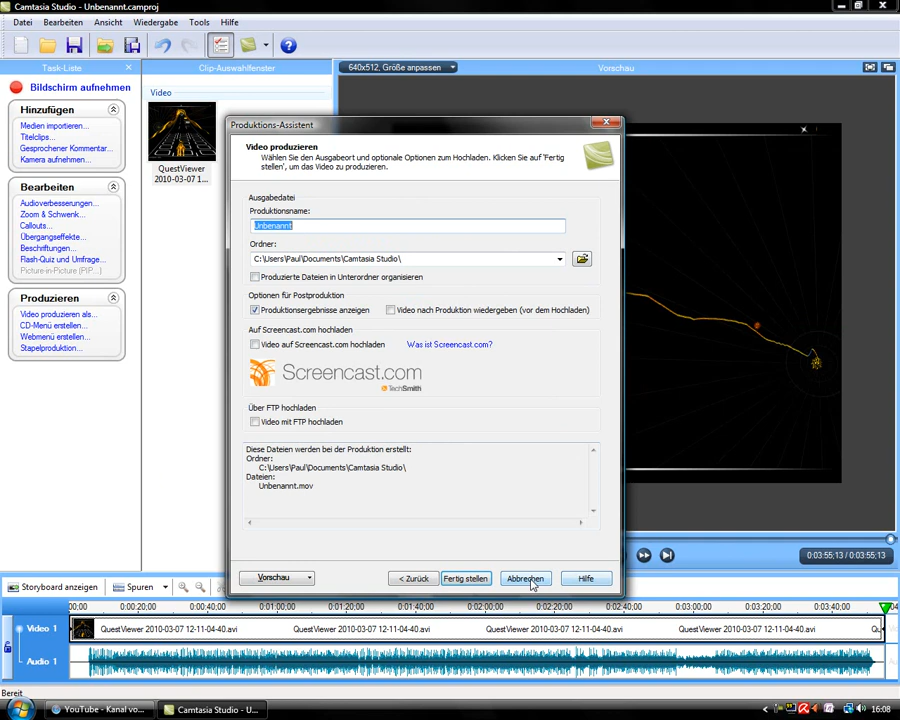 Camtasia Studio - Unbenannt.camproj
Datei Bearbeiten Ansicht Wiedergabe Tools Hilfe
Task-Liste
Clip-Auswahlfenster
640x512, Größe anpassen
Vorschau
Bildschirm aufnehmen
Hinzufügen
Medien importieren...
Titelclips...
Gesprochener Kommentar...
Kamera aufnehmen...
Bearbeiten
Audioverbesserungen...
Zoom & Schwenk...
Callouts...
Übergangseffekte...
Beschriftungen...
Flash-Quiz und Umfrage...
Picture-in-Picture (PIP...)
Produzieren
Video produzieren als...
CD-Menü erstellen...
Webmenü erstellen...
Stapelproduktion...
Video
QuestViewer
2010-03-07 1...
Produktions-Assistent
Video produzieren
Wählen Sie den Ausgabeort und optionale Optionen zum Hochladen. Klicken Sie auf 'Fertig
stellen', um das Video zu produzieren.
Ausgabedatei
Produktionsname:
Unbenannt
Ordner:
C:\Users\Paul\Documents\Camtasia Studio\
Produzierte Dateien in Unterordner organisieren
Optionen für Postproduktion
Produktionsergebnisse anzeigen
Video nach Produktion wiedergeben (vor dem Hochladen)
Auf Screencast.com hochladen
Video auf Screencast.com hochladen
Was ist Screencast.com?
Screencast.com
TechSmith
Über FTP hochladen
Video mit FTP hochladen
Diese Dateien werden bei der Produktion erstellt:
Ordner:
C:\Users\Paul\Documents\Camtasia Studio\
Dateien:
Unbenannt.mov
Vorschau
< Zurück
Fertig stellen
Abbrechen
Hilfe
0:03:55;13 / 0:03:55;13
Storyboard anzeigen
Spuren
00:00 0:00:20;00 0:00:40;00 0:01:00;00 0:01:20;00 0:01:40;00 0:02:00;00 0:02:20;00 0:02:40;00 0:03:00;00 0:03:20;00 0:03:40;00 04
Video 1
QuestViewer 2010-03-07 12-11-04-40.avi
QuestViewer 2010-03-07 12-11-04-40.avi
QuestViewer 2010-03-07 12-11-04-40.avi
QuestViewer 2010-03-07 12-11-04-40.avi
Qu
Audio 1
Bereit
YouTube - Kanal vo...
Camtasia Studio - U...
16:08